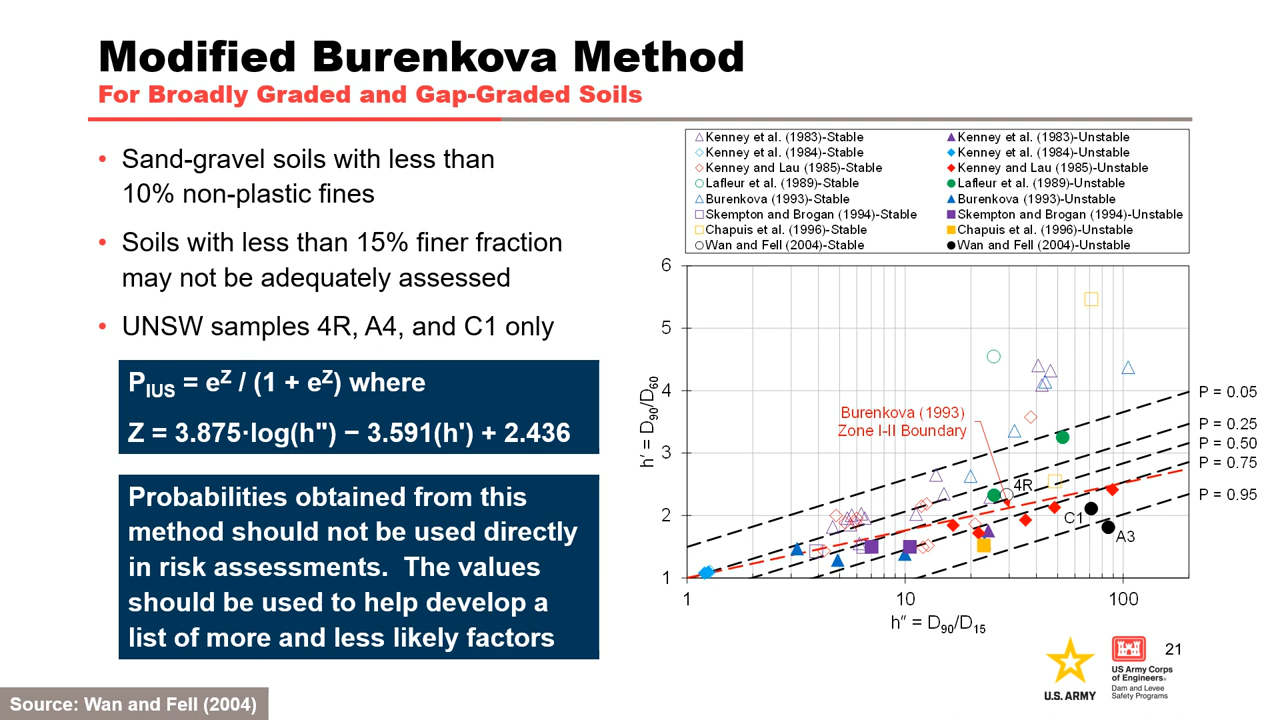 Modified Burenkova Method
For Broadly Graded and Gap-Graded Soils
• Sand-gravel soils with less than
10% non-plastic fines
• Soils with less than 15% finer fraction
may not be adequately assessed
• UNSW samples 4R, A4, and C1 only
P_IUS = e^Z / (1 + e^Z) where
Z = 3.875·log(h") − 3.591(h') + 2.436
Probabilities obtained from this
method should not be used directly
in risk assessments.  The values
should be used to help develop a
list of more and less likely factors
Kenney et al. (1983)-Stable
Kenney et al. (1983)-Unstable
Kenney et al. (1984)-Stable
Kenney et al. (1984)-Unstable
Kenney and Lau (1985)-Stable
Kenney and Lau (1985)-Unstable
Lafleur et al. (1989)-Stable
Lafleur et al. (1989)-Unstable
Burenkova (1993)-Stable
Burenkova (1993)-Unstable
Skempton and Brogan (1994)-Stable
Skempton and Brogan (1994)-Unstable
Chapuis et al. (1996)-Stable
Chapuis et al. (1996)-Unstable
Wan and Fell (2004)-Stable
Wan and Fell (2004)-Unstable
6
5
4
3
2
1
h' = D90/D60
Burenkova (1993)
Zone I-II Boundary
4R
C1
A3
P = 0.05
P = 0.25
P = 0.50
P = 0.75
P = 0.95
1
10
100
h″ = D90/D15
U.S. ARMY
US Army Corps
of Engineers®
Dam and Levee
Safety Programs
21
Source: Wan and Fell (2004)